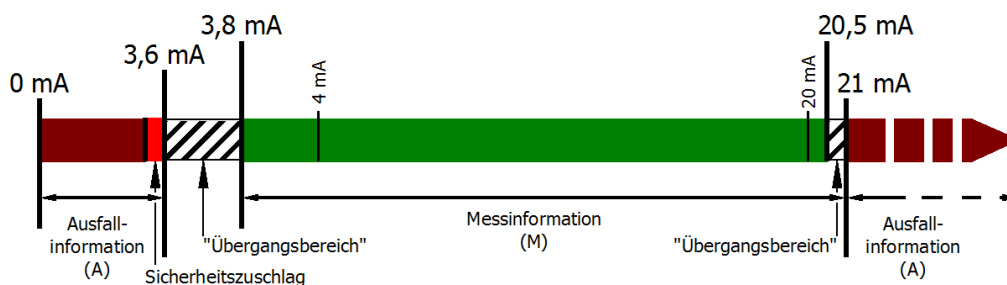 3,8 mA
20,5 mA
3,6 mA
0 mA
4 mA
20 mA
21 mA
Ausfall-
information
(A)
"Übergangsbereich"
Sicherheitszuschlag
Messinformation
(M)
"Übergangsbereich"
Ausfall-
information
(A)